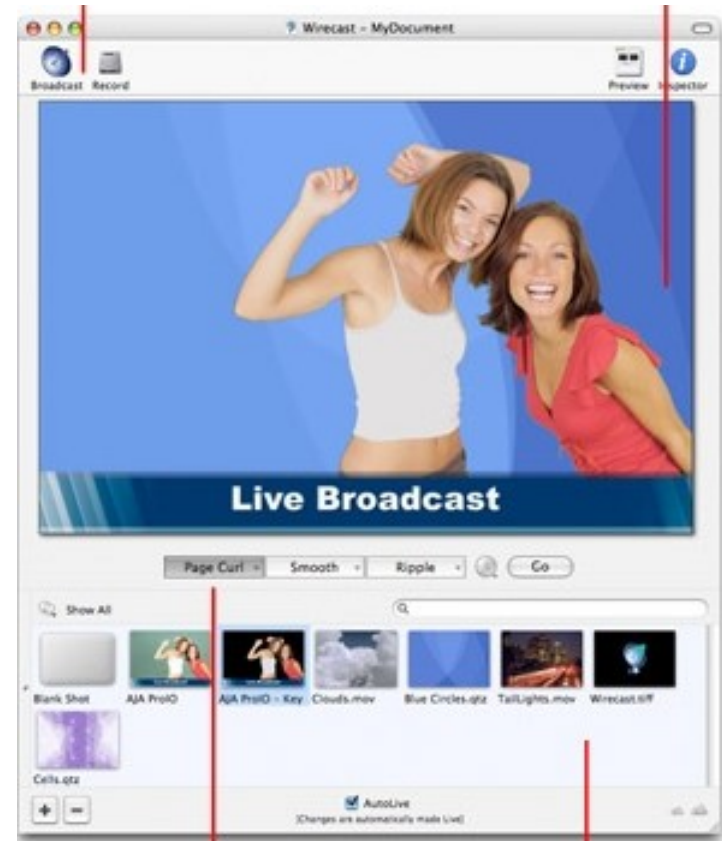 Wirecast - MyDocument
Broadcast Record
Preview Inspector
Live Broadcast
Page Curl Smooth Ripple Go
Show All
Blank Shot AJA ProIO AJA ProIO - Key Clouds.mov Blue Circles.qtz TailLights.mov Wirecast.tiff
Cells.qtz
AutoLive
[Changes are automatically made Live]